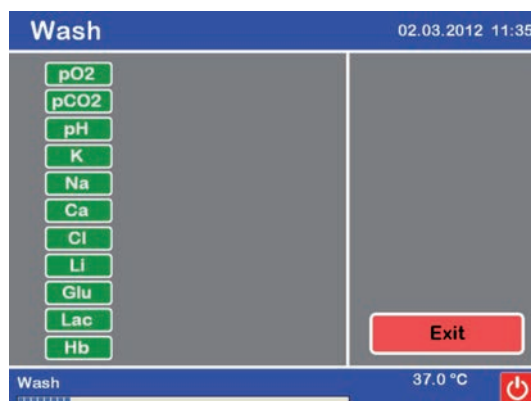 Wash 02.03.2012 11:35
pO2
pCO2
pH
K
Na
Ca
Cl
Li
Glu
Lac
Hb
Exit
Wash 37.0 °C